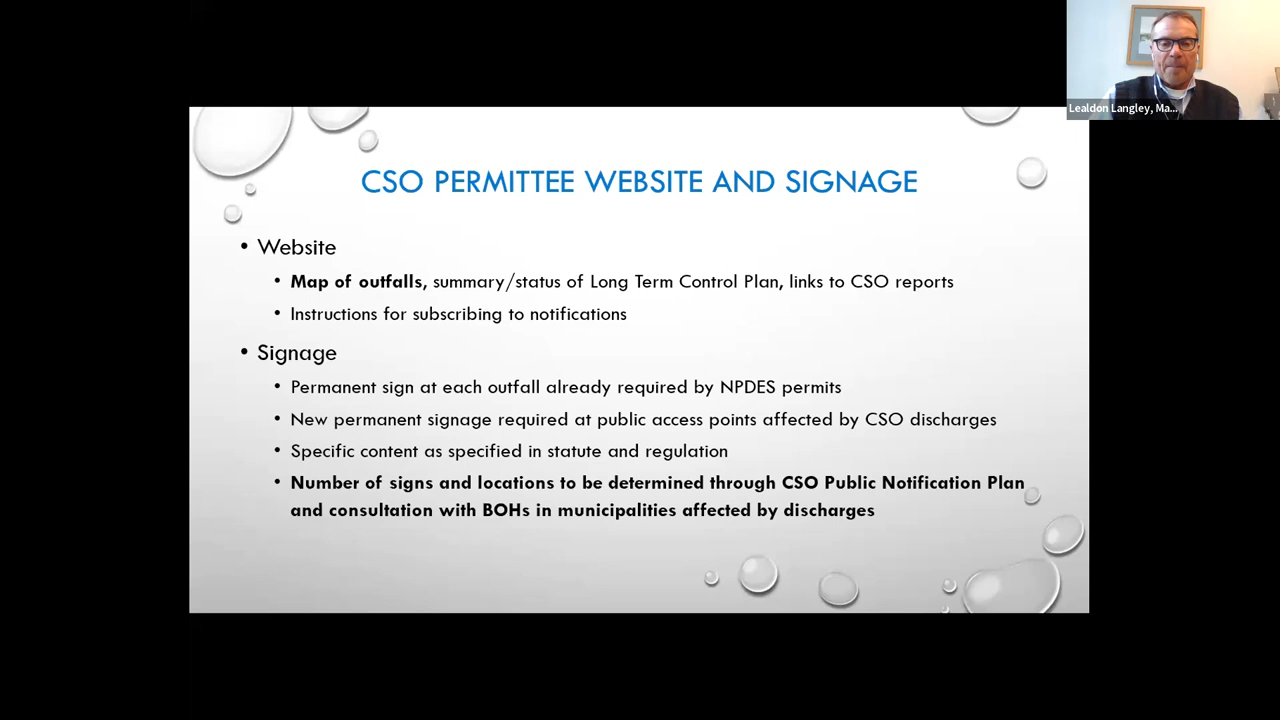 Lealdon Langley, Ma...
CSO PERMITTEE WEBSITE AND SIGNAGE
• Website
• Map of outfalls, summary/status of Long Term Control Plan, links to CSO reports
• Instructions for subscribing to notifications
• Signage
• Permanent sign at each outfall already required by NPDES permits
• New permanent signage required at public access points affected by CSO discharges
• Specific content as specified in statute and regulation
• Number of signs and locations to be determined through CSO Public Notification Plan
and consultation with BOHs in municipalities affected by discharges